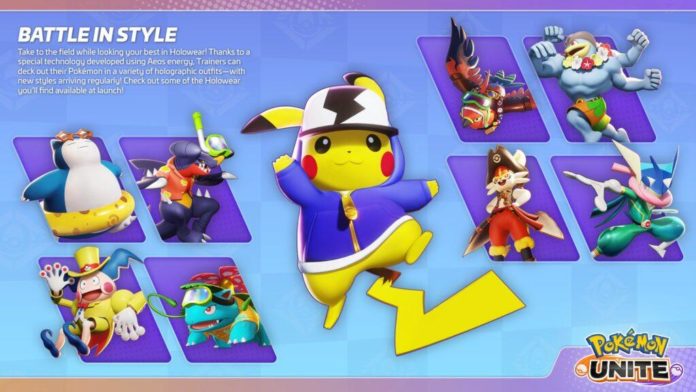 BATTLE IN STYLE
Take to the field while looking your best in Holowear! Thanks to a
special technology developed using Aeos energy, Trainers can
deck out their Pokémon in a variety of holographic outfits—with
new styles arriving regularly! Check out some of the Holowear
you'll find available at launch!
POKéMON
UNITE